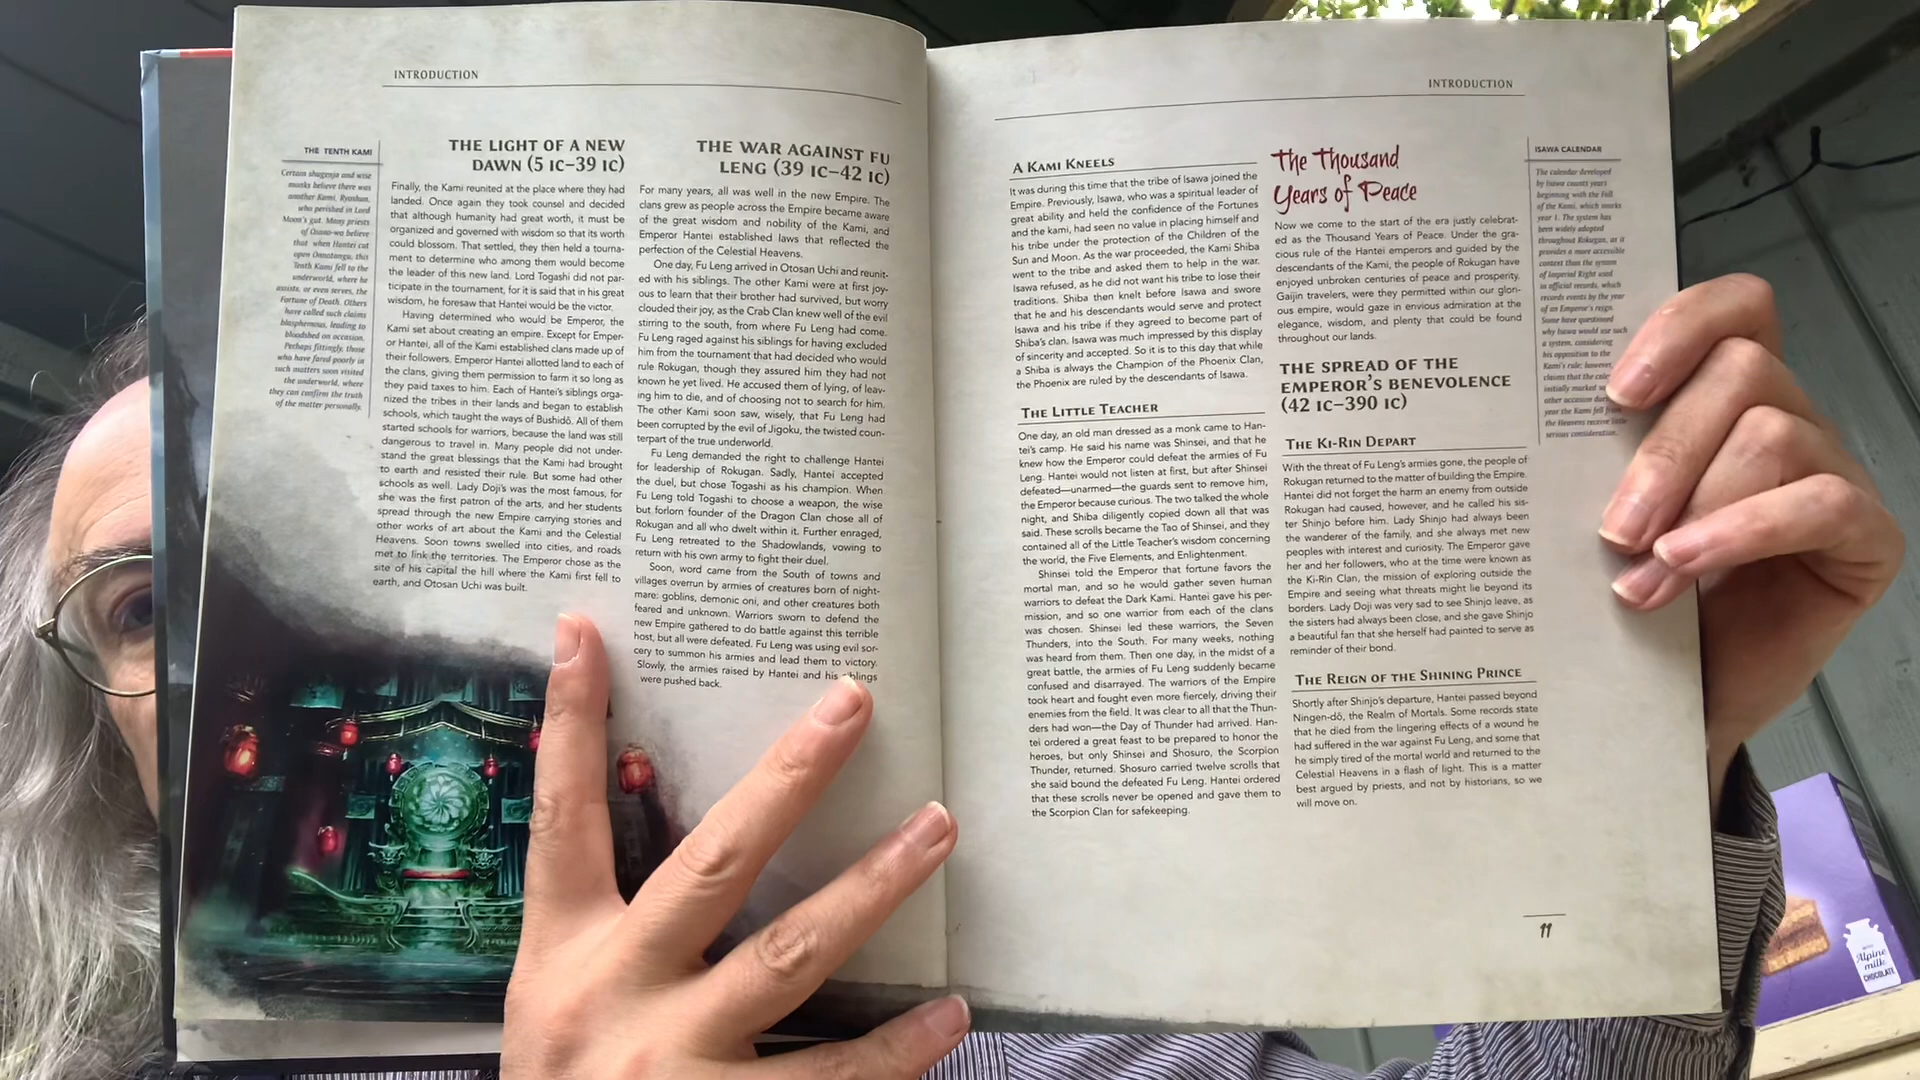 INTRODUCTION
THE TENTH KAMI
Certain shugenja and wise
monks believe there was
another Kami, Ryoshun,
who perished in Lord
Moon's gut. Many priests
of Osano-wo believe
that when Hantei cut
open Onnotangu, this
Tenth Kami fell to the
underworld, where he
assists, or even serves, the
Fortune of Death. Others
have called such claims
blasphemous, leading to
bloodshed on occasion.
Perhaps fittingly, those
who have fared poorly in
such matters soon visited
the underworld, where
they can confirm the truth
of the matter personally.
THE LIGHT OF A NEW
DAWN (5 IC–39 IC)
Finally, the Kami reunited at the place where they had
landed. Once again they took counsel and decided
that although humanity had great worth, it must be
organized and governed with wisdom so that its worth
could blossom. That settled, they then held a tourna-
ment to determine who among them would become
the leader of this new land. Lord Togashi did not par-
ticipate in the tournament, for it is said that in his great
wisdom, he foresaw that Hantei would be the victor.
Having determined who would be Emperor, the
Kami set about creating an empire. Except for Emper-
or Hantei, all of the Kami established clans made up of
their followers. Emperor Hantei allotted land to each of
the clans, giving them permission to farm it so long as
they paid taxes to him. Each of Hantei's siblings orga-
nized the tribes in their lands and began to establish
schools, which taught the ways of Bushidō. All of them
started schools for warriors, because the land was still
dangerous to travel in. Many people did not under-
stand the great blessings that the Kami had brought
to earth and resisted their rule. But some had other
schools as well. Lady Doji's was the most famous, for
she was the first patron of the arts, and her students
spread through the new Empire carrying stories and
other works of art about the Kami and the Celestial
Heavens. Soon towns swelled into cities, and roads
met to link the territories. The Emperor chose as the
site of his capital the hill where the Kami first fell to
earth, and Otosan Uchi was built.
THE WAR AGAINST FU
LENG (39 IC–42 IC)
For many years, all was well in the new Empire. The
clans grew as people across the Empire became aware
of the great wisdom and nobility of the Kami, and
Emperor Hantei established laws that reflected the
perfection of the Celestial Heavens.
One day, Fu Leng arrived in Otosan Uchi and reunit-
ed with his siblings. The other Kami were at first joy-
ous to learn that their brother had survived, but worry
clouded their joy, as the Crab Clan knew well of the evil
stirring to the south, from where Fu Leng had come.
Fu Leng raged against his siblings for having excluded
him from the tournament that had decided who would
rule Rokugan, though they assured him they had not
known he yet lived. He accused them of lying, of leav-
ing him to die, and of choosing not to search for him.
The other Kami soon saw, wisely, that Fu Leng had
been corrupted by the evil of Jigoku, the twisted coun-
terpart of the true underworld.
Fu Leng demanded the right to challenge Hantei
for leadership of Rokugan. Sadly, Hantei accepted
the duel, but chose Togashi as his champion. When
Fu Leng told Togashi to choose a weapon, the wise
but forlorn founder of the Dragon Clan chose all of
Rokugan and all who dwelt within it. Further enraged,
Fu Leng retreated to the Shadowlands, vowing to
return with his own army to fight their duel.
Soon, word came from the South of towns and
villages overrun by armies of creatures born of night-
mare: goblins, demonic oni, and other creatures both
feared and unknown. Warriors sworn to defend the
new Empire gathered to do battle against this terrible
host, but all were defeated. Fu Leng was using evil sor-
cery to summon his armies and lead them to victory.
Slowly, the armies raised by Hantei and his siblings
were pushed back.
INTRODUCTION
A KAMI KNEELS
It was during this time that the tribe of Isawa joined the
Empire. Previously, Isawa, who was a spiritual leader of
great ability and held the confidence of the Fortunes
and the kami, had seen no value in placing himself and
his tribe under the protection of the Children of the
Sun and Moon. As the war proceeded, the Kami Shiba
went to the tribe and asked them to help in the war.
Isawa refused, as he did not want his tribe to lose their
traditions. Shiba then knelt before Isawa and swore
that he and his descendants would serve and protect
Isawa and his tribe if they agreed to become part of
Shiba's clan. Isawa was much impressed by this display
of sincerity and accepted. So it is to this day that while
a Shiba is always the Champion of the Phoenix Clan,
the Phoenix are ruled by the descendants of Isawa.
THE LITTLE TEACHER
One day, an old man dressed as a monk came to Han-
tei's camp. He said his name was Shinsei, and that he
knew how the Emperor could defeat the armies of Fu
Leng. Hantei would not listen at first, but after Shinsei
defeated—unarmed—the guards sent to remove him,
the Emperor because curious. The two talked the whole
night, and Shiba diligently copied down all that was
said. These scrolls became the Tao of Shinsei, and they
contained all of the Little Teacher's wisdom concerning
the world, the Five Elements, and Enlightenment.
Shinsei told the Emperor that fortune favors the
mortal man, and so he would gather seven human
warriors to defeat the Dark Kami. Hantei gave his per-
mission, and so one warrior from each of the clans
was chosen. Shinsei led these warriors, the Seven
Thunders, into the South. For many weeks, nothing
was heard from them. Then one day, in the midst of a
great battle, the armies of Fu Leng suddenly became
confused and disarrayed. The warriors of the Empire
took heart and fought even more fiercely, driving their
enemies from the field. It was clear to all that the Thun-
ders had won—the Day of Thunder had arrived. Han-
tei ordered a great feast to be prepared to honor the
heroes, but only Shinsei and Shosuro, the Scorpion
Thunder, returned. Shosuro carried twelve scrolls that
she said bound the defeated Fu Leng. Hantei ordered
that these scrolls never be opened and gave them to
the Scorpion Clan for safekeeping.
The Thousand
Years of Peace
Now we come to the start of the era justly celebrat-
ed as the Thousand Years of Peace. Under the gra-
cious rule of the Hantei emperors and guided by the
descendants of the Kami, the people of Rokugan have
enjoyed unbroken centuries of peace and prosperity.
Gaijin travelers, were they permitted within our glori-
ous empire, would gaze in envious admiration at the
elegance, wisdom, and plenty that could be found
throughout our lands.
THE SPREAD OF THE
EMPEROR'S BENEVOLENCE
(42 IC–390 IC)
THE KI-RIN DEPART
With the threat of Fu Leng's armies gone, the people of
Rokugan returned to the matter of building the Empire.
Hantei did not forget the harm an enemy from outside
Rokugan had caused, however, and he called his sis-
ter Shinjo before him. Lady Shinjo had always been
the wanderer of the family, and she always met new
peoples with interest and curiosity. The Emperor gave
her and her followers, who at the time were known as
the Ki-Rin Clan, the mission of exploring outside the
Empire and seeing what threats might lie beyond its
borders. Lady Doji was very sad to see Shinjo leave, as
the sisters had always been close, and she gave Shinjo
a beautiful fan that she herself had painted to serve as
reminder of their bond.
THE REIGN OF THE SHINING PRINCE
Shortly after Shinjo's departure, Hantei passed beyond
Ningen-dō, the Realm of Mortals. Some records state
that he died from the lingering effects of a wound he
had suffered in the war against Fu Leng, and some that
he simply tired of the mortal world and returned to the
Celestial Heavens in a flash of light. This is a matter
best argued by priests, and not by historians, so we
will move on.
ISAWA CALENDAR
The calendar developed
by Isawa counts years
beginning with the Fall
of the Kami, which marks
year 1. The system has
been widely adopted
throughout Rokugan, as it
provides a more accessible
context than the system
of Imperial Right used
in official records, which
records events by the year
of an Emperor's reign.
Some have questioned
why Isawa would use such
a system, considering
his opposition to the
Kami's rule; however,
claims that the
initially marked
other occasion
year the Kami fell from
the Heavens receive little
serious consideration.
11
Alpine
milk
CHOCOLATE